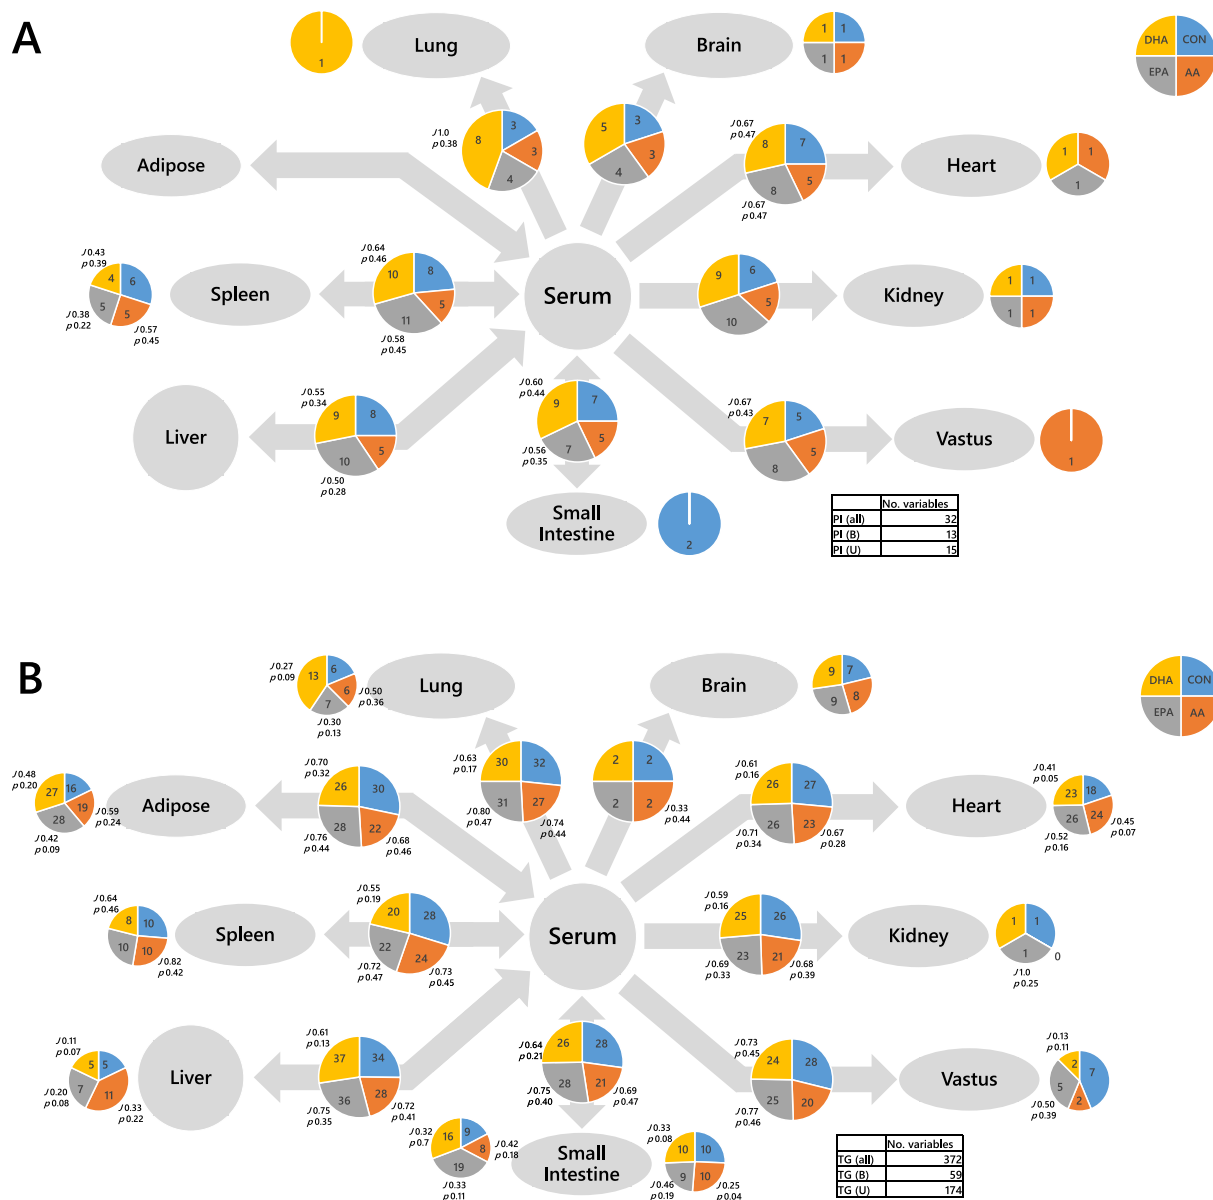 A
Lung
Brain
DHA
CON
EPA
AA
1
1
1
1
1
J 1.0
p 0.38
8
3
3
4
5
3
3
4
J 0.67
p 0.47
8
7
5
8
J 0.67
p 0.47
Adipose
Heart
1
1
1
J 0.43
p 0.39
4
6
5
5
J 0.38
p 0.22
J 0.57
p 0.45
Spleen
J 0.64
p 0.46
10
8
5
11
J 0.58
p 0.45
Serum
9
6
5
10
Kidney
1
1
1
1
Liver
J 0.55
p 0.34
9
8
5
10
J 0.50
p 0.28
J 0.60
p 0.44
9
7
5
7
J 0.56
p 0.35
J 0.67
p 0.43
7
5
5
8
Vastus
1
Small
Intestine
2
No. variables
PI (all) 32
PI (B) 13
PI (U) 15
B
J 0.27
p 0.09
13
6
6
7
J 0.50
p 0.36
J 0.30
p 0.13
Lung
Brain
9
7
8
9
DHA
CON
EPA
AA
J 0.48
p 0.20
27
16
19
28
J 0.59
p 0.24
J 0.42
p 0.09
Adipose
J 0.70
p 0.32
26
30
22
28
J 0.76
p 0.44
J 0.68
p 0.46
J 0.63
p 0.17
30
32
27
31
J 0.80
p 0.47
J 0.74
p 0.44
2
2
2
2
J 0.33
p 0.44
J 0.61
p 0.16
26
27
23
26
J 0.71
p 0.34
J 0.67
p 0.28
Heart
J 0.41
p 0.05
23
18
24
26
J 0.52
p 0.16
J 0.45
p 0.07
J 0.64
p 0.46
8
10
10
10
J 0.82
p 0.42
Spleen
J 0.55
p 0.19
20
28
24
22
J 0.72
p 0.47
J 0.73
p 0.45
Serum
J 0.59
p 0.16
25
26
21
23
J 0.69
p 0.33
J 0.68
p 0.39
Kidney
1
1
1
0
J 1.0
p 0.25
J 0.11
p 0.07
5
5
11
7
J 0.20
p 0.08
J 0.33
p 0.22
Liver
J 0.61
p 0.13
37
34
28
36
J 0.75
p 0.35
J 0.72
p 0.41
J 0.64
p 0.21
26
28
21
28
J 0.75
p 0.40
J 0.69
p 0.47
J 0.73
p 0.45
24
28
20
25
J 0.77
p 0.46
Vastus
J 0.13
p 0.11
2
7
2
5
J 0.50
p 0.39
J 0.32
p 0.7
16
9
8
19
J 0.42
p 0.18
J 0.33
p 0.11
Small
Intestine
J 0.33
p 0.08
10
10
10
9
J 0.46
p 0.19
J 0.25
p 0.04
No. variables
TG (all) 372
TG (B) 59
TG (U) 174